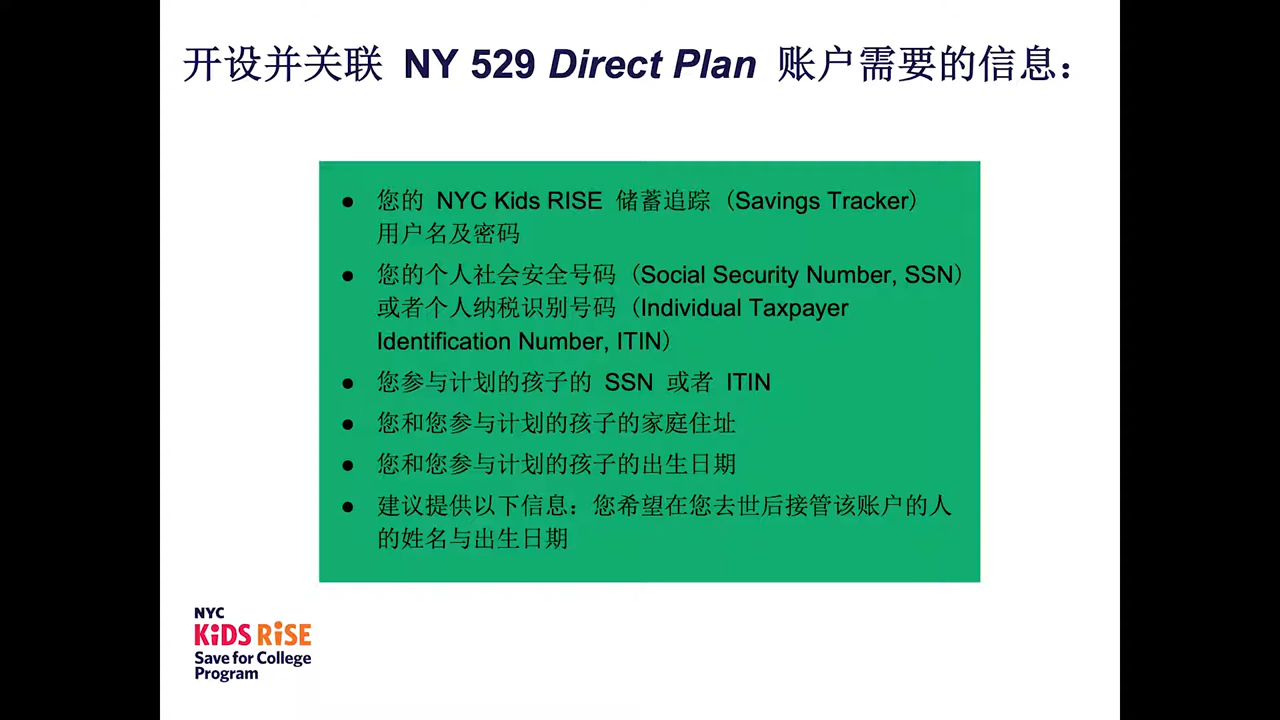 开设并关联 NY 529 Direct Plan 账户需要的信息：
● 您的 NYC Kids RISE 储蓄追踪（Savings Tracker）
用户名及密码
● 您的个人社会安全号码（Social Security Number, SSN）
或者个人纳税识别号码（Individual Taxpayer
Identification Number, ITIN）
● 您参与计划的孩子的 SSN 或者 ITIN
● 您和您参与计划的孩子的家庭住址
● 您和您参与计划的孩子的出生日期
● 建议提供以下信息：您希望在您去世后接管该账户的人
的姓名与出生日期
NYC
KiDS RiSE
Save for College
Program